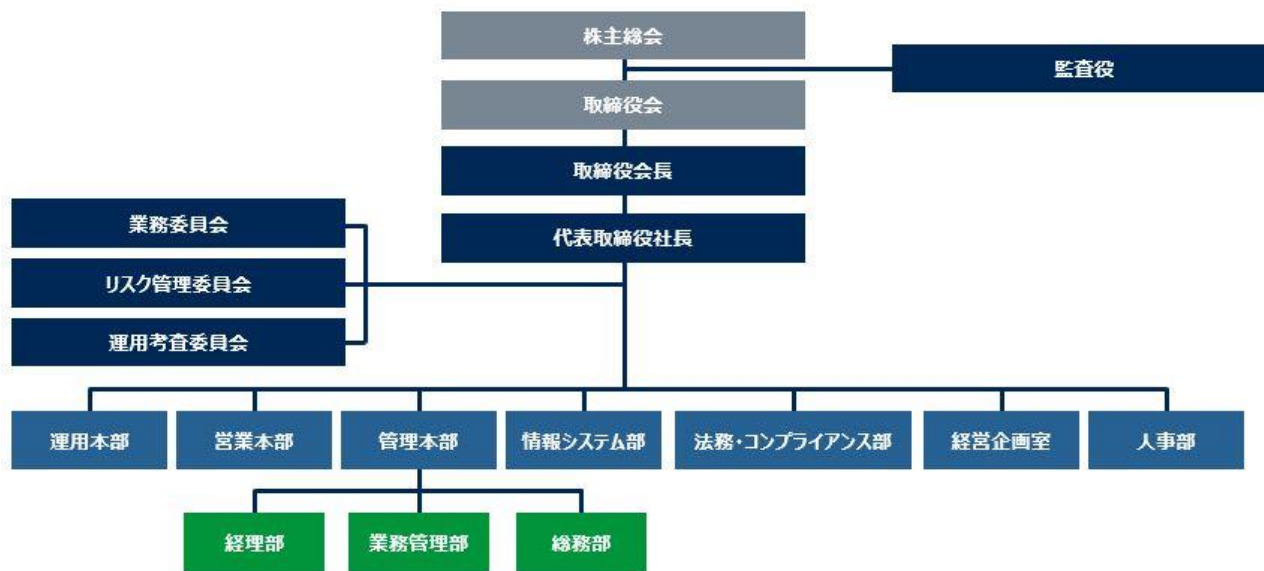 株主総会
監査役
取締役会
取締役会長
代表取締役社長
業務委員会
リスク管理委員会
運用考査委員会
運用本部
営業本部
管理本部
情報システム部
法務・コンプライアンス部
経営企画室
人事部
経理部
業務管理部
総務部